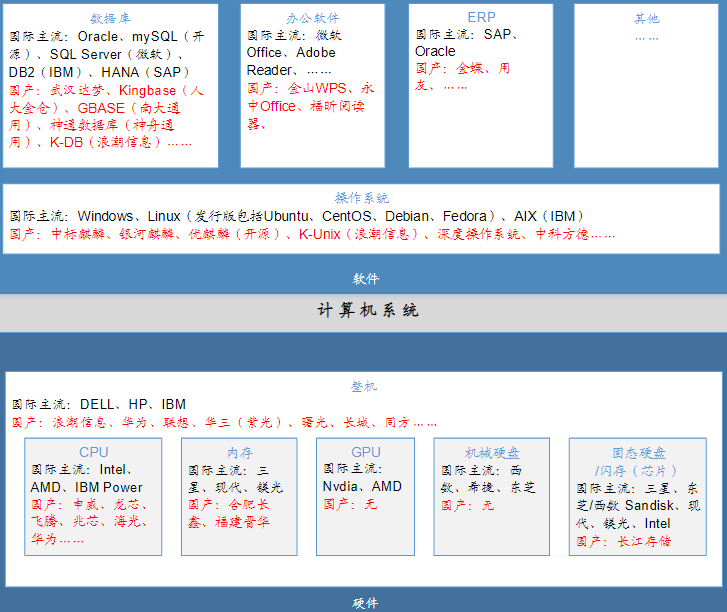 数据库
国际主流：Oracle、mySQL（开
源）、SQL Server（微软）、
DB2（IBM）、HANA（SAP）
国产：武汉达梦、Kingbase（人
大金仓）、GBASE（南大通
用）、神通数据库（神舟通
用）、K-DB（浪潮信息）……
办公软件
国际主流：微软
Office、Adobe
Reader、……
国产：金山WPS、永
中Office、福昕阅读
器、
ERP
国际主流：SAP、
Oracle
国产：金蝶、用
友、……
其他
……
操作系统
国际主流：Windows、Linux（发行版包括Ubuntu、CentOS、Debian、Fedora）、AIX（IBM）
国产：中标麒麟、银河麒麟、优麒麟（开源）、K-Unix（浪潮信息）、深度操作系统、中科方德……
软件
计算机系统
整机
国际主流：DELL、HP、IBM
国产：浪潮信息、华为、联想、华三（紫光）、曙光、长城、同方……
CPU
国际主流：Intel、
AMD、IBM Power
国产：申威、龙芯、
飞腾、兆芯、海光、
华为……
内存
国际主流：三
星、现代、镁光
国产：合肥长
鑫、福建晋华
GPU
国际主流：
Nvdia、AMD
国产：无
机械硬盘
国际主流：西
数、希捷、东芝
国产：无
固态硬盘
/闪存（芯片）
国际主流：三星、东
芝/西数 Sandisk、现
代、镁光、Intel
国产：长江存储
硬件